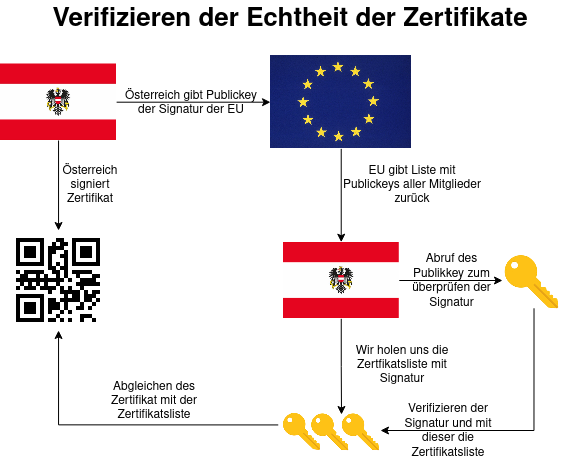 Verifizieren der Echtheit der Zertifikate
Österreich gibt Publickey
der Signatur der EU
Österreich
signiert
Zertifikat
EU gibt Liste mit
Publickeys aller Mitglieder
zurück
Abruf des
Publikkey zum
überprüfen der
Signatur
Wir holen uns die
Zertfikatsliste mit
Signatur
Abgleichen des
Zertifikat mit der
Zertifikatsliste
Verifizieren der
Signatur und mit
dieser die
Zertifikatsliste